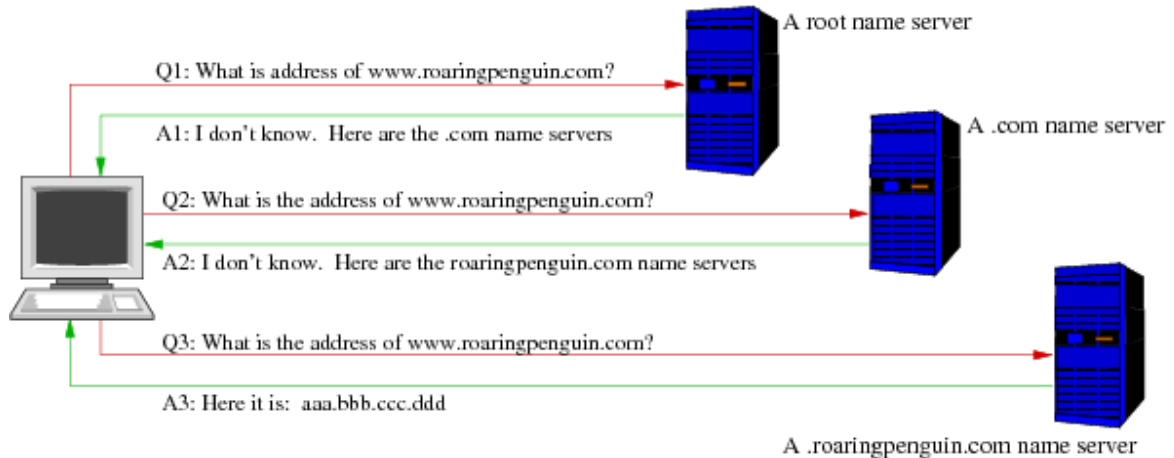 A root name server
Q1: What is address of www.roaringpenguin.com?
A1: I don't know. Here are the .com name servers
A .com name server
Q2: What is the address of www.roaringpenguin.com?
A2: I don't know. Here are the roaringpenguin.com name servers
Q3: What is the address of www.roaringpenguin.com?
A3: Here it is: aaa.bbb.ccc.ddd
A .roaringpenguin.com name server